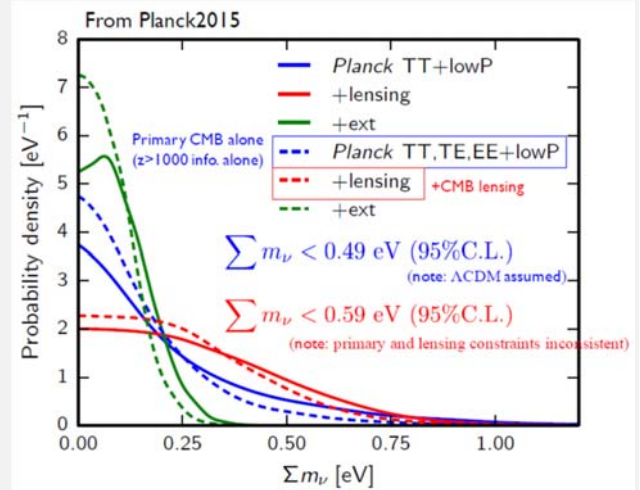 From Planck2015
8
7
6
5
4
3
2
1
0
Probability density [eV⁻¹]
Planck TT+lowP
+lensing
+ext
Primary CMB alone
(z>1000 info. alone)
Planck TT,TE,EE+lowP
+lensing
+CMB lensing
+ext
∑ mν < 0.49 eV (95%C.L.)
(note: ΛCDM assumed)
∑ mν < 0.59 eV (95%C.L.)
(note: primary and lensing constraints inconsistent)
0.00 0.25 0.50 0.75 1.00
Σmν [eV]